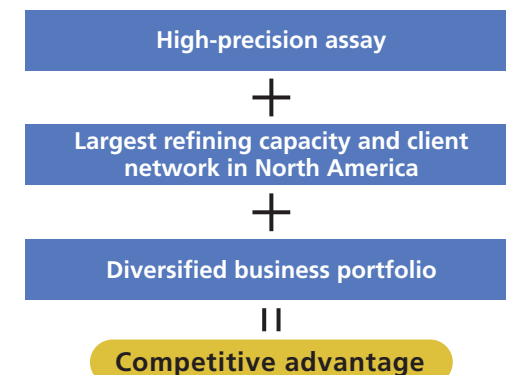 High-precision assay
+
Largest refining capacity and client
network in North America
+
Diversified business portfolio
=
Competitive advantage